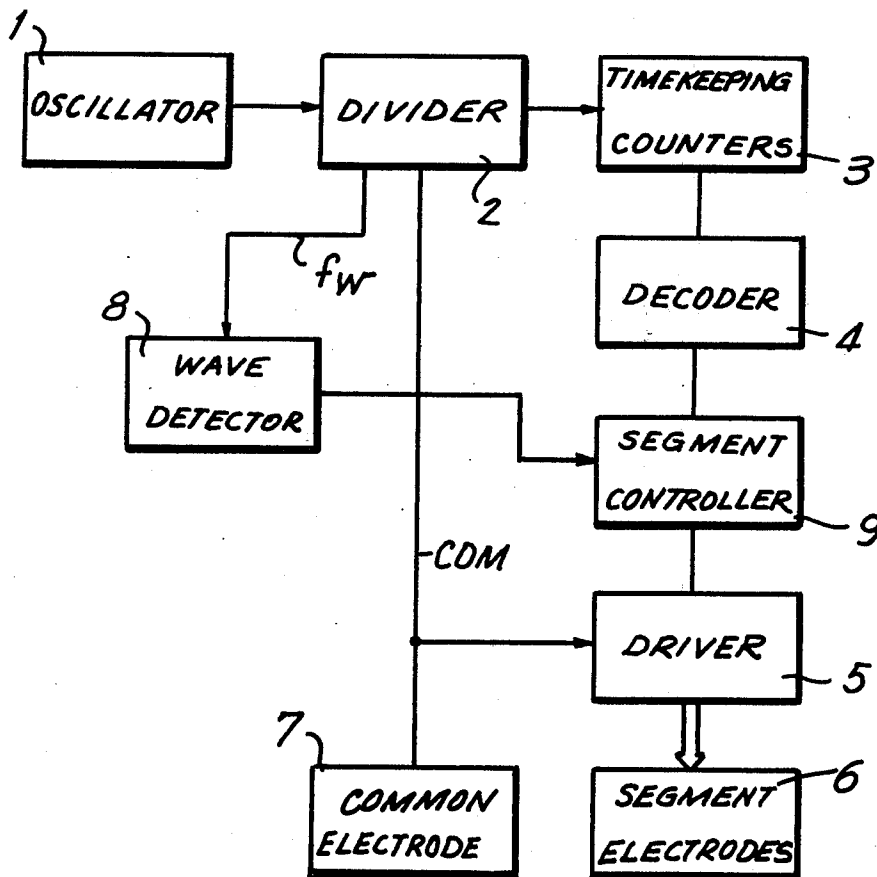 1
OSCILLATOR
DIVIDER
2
TIMEKEEPING
COUNTERS
3
fw
DECODER
4
8
WAVE
DETECTOR
SEGMENT
CONTROLLER
9
COM
DRIVER
5
7
COMMON
ELECTRODE
6
SEGMENT
ELECTRODES